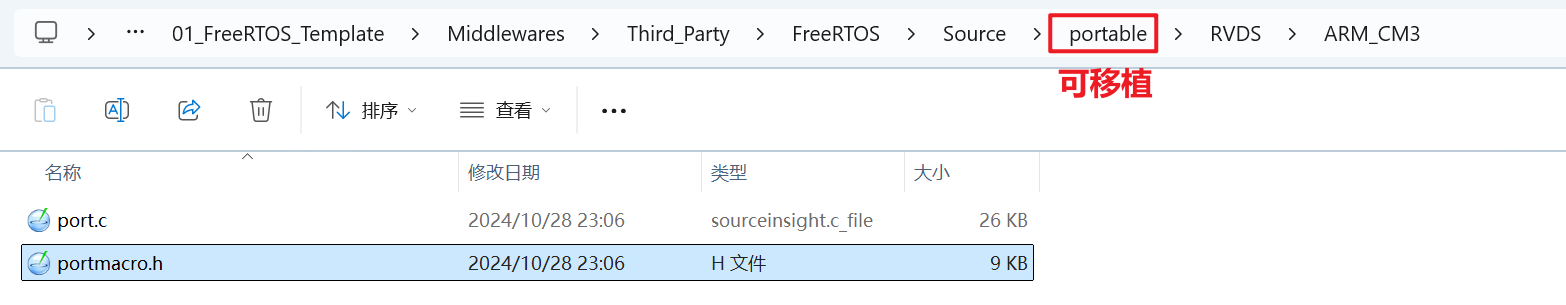 ··· 01_FreeRTOS_Template > Middlewares > Third_Party > FreeRTOS > Source > portable > RVDS > ARM_CM3
可移植
排序 查看 ···
名称 修改日期 类型 大小
port.c 2024/10/28 23:06 sourceinsight.c_file 26 KB
portmacro.h 2024/10/28 23:06 H 文件 9 KB